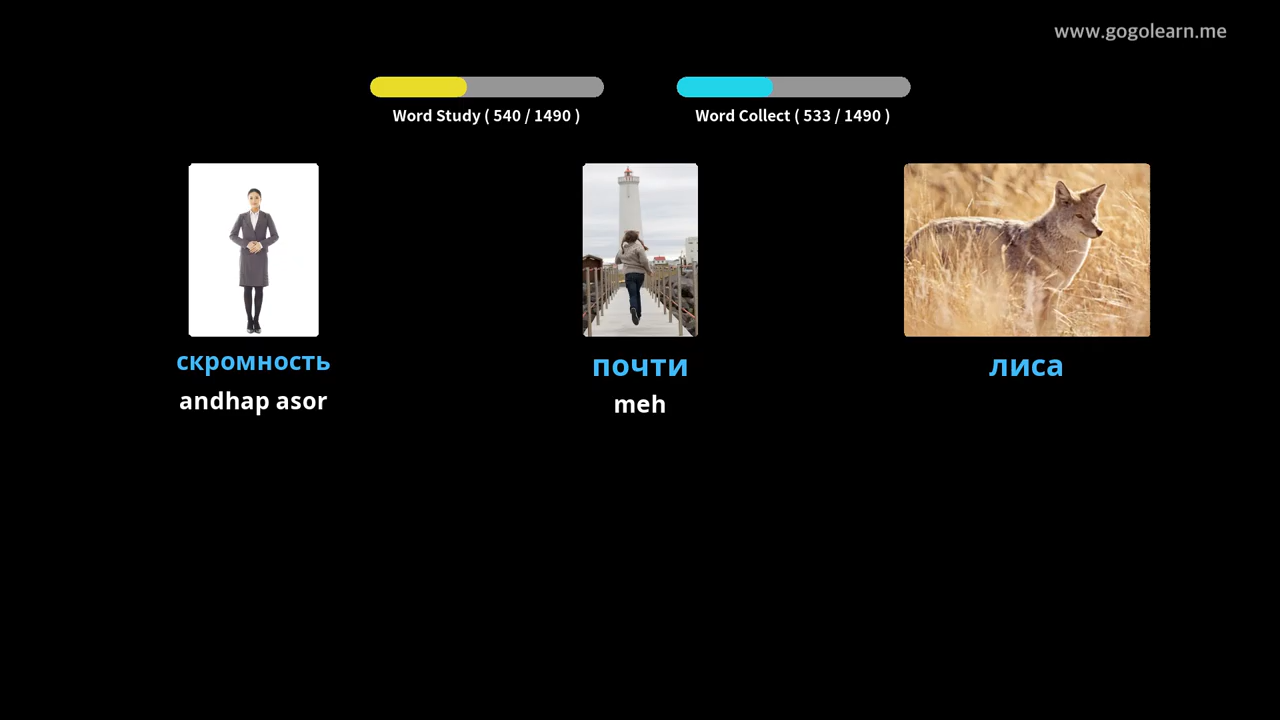 www.gogolearn.me
Word Study ( 540 / 1490 )
Word Collect ( 533 / 1490 )
скромность
andhap asor
почти
meh
лиса